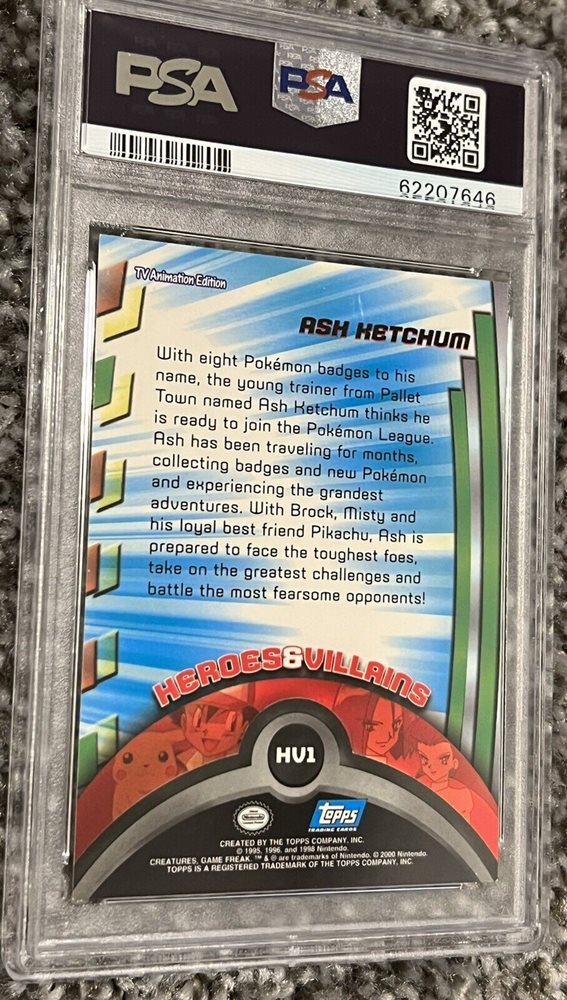 PSA
PSA
62207646
TV Animation Edition
ASH KETCHUM
With eight Pokémon badges to his
name, the young trainer from Pallet
Town named Ash Ketchum thinks he
is ready to join the Pokémon League.
Ash has been traveling for months,
collecting badges and new Pokémon
and experiencing the grandest
adventures. With Brock, Misty and
his loyal best friend Pikachu, Ash is
prepared to face the toughest foes,
take on the greatest challenges and
battle the most fearsome opponents!
HEROES&VILLAINS
HV1
Nintendo
Topps
TRADING CARDS
CREATED BY THE TOPPS COMPANY, INC.
© 1995, 1996, and 1998 Nintendo.
CREATURES, GAME FREAK. ™ & ® are trademarks of Nintendo. © 2000 Nintendo.
TOPPS IS A REGISTERED TRADEMARK OF THE TOPPS COMPANY, INC.